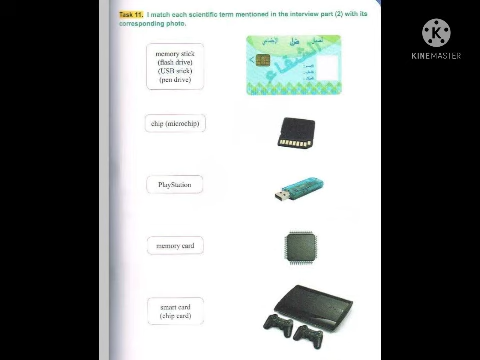 Task 11. I match each scientific term mentioned in the interview part (2) with its
corresponding photo.
memory stick
(flash drive)
(USB stick)
(pen drive)
الشفاء
chip (microchip)
PlayStation
memory card
smart card
(chip card)
K
KINEMASTER